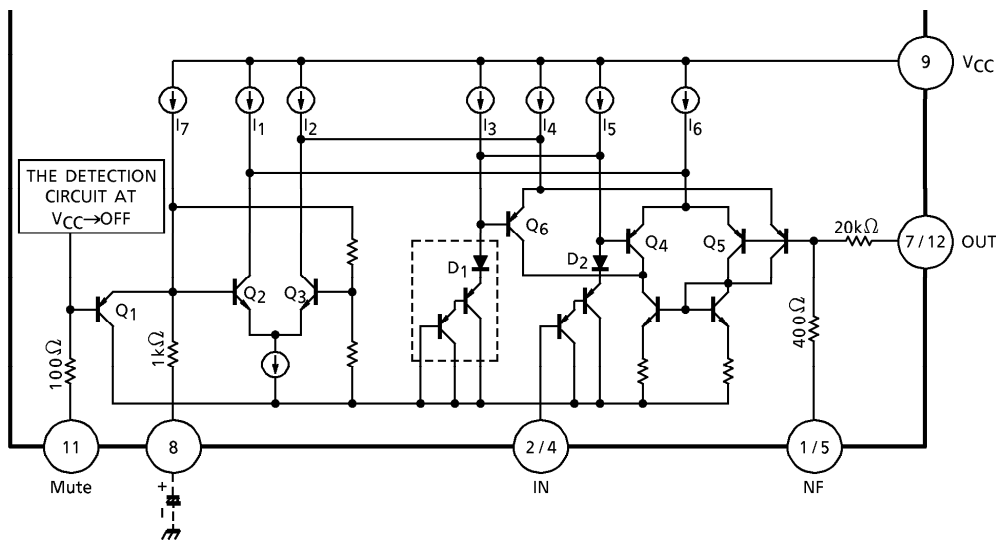 9
VCC
I7
I1
I2
I3
I4
I5
I6
THE DETECTION
CIRCUIT AT
VCC→OFF
Q6
Q4
Q5
20kΩ
7 / 12
OUT
D1
D2
Q1
Q2
Q3
100Ω
1kΩ
400Ω
11
8
2 / 4
1 / 5
Mute
IN
NF
+